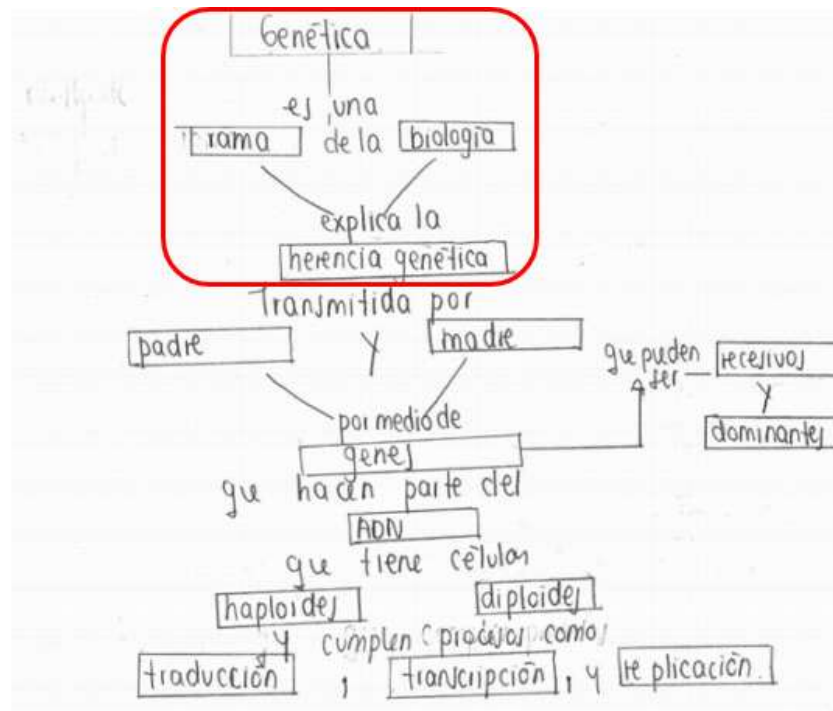 Genética
es una
rama de la biología
explica la
herencia genética
Transmitida por
padre y madre
que pueden ser recesivos
y
dominantes
por medio de
genes
que hacen parte del
ADN
que tiene células
haploides diploides
y cumplen procesos como
traducción, transcripción, y replicación.